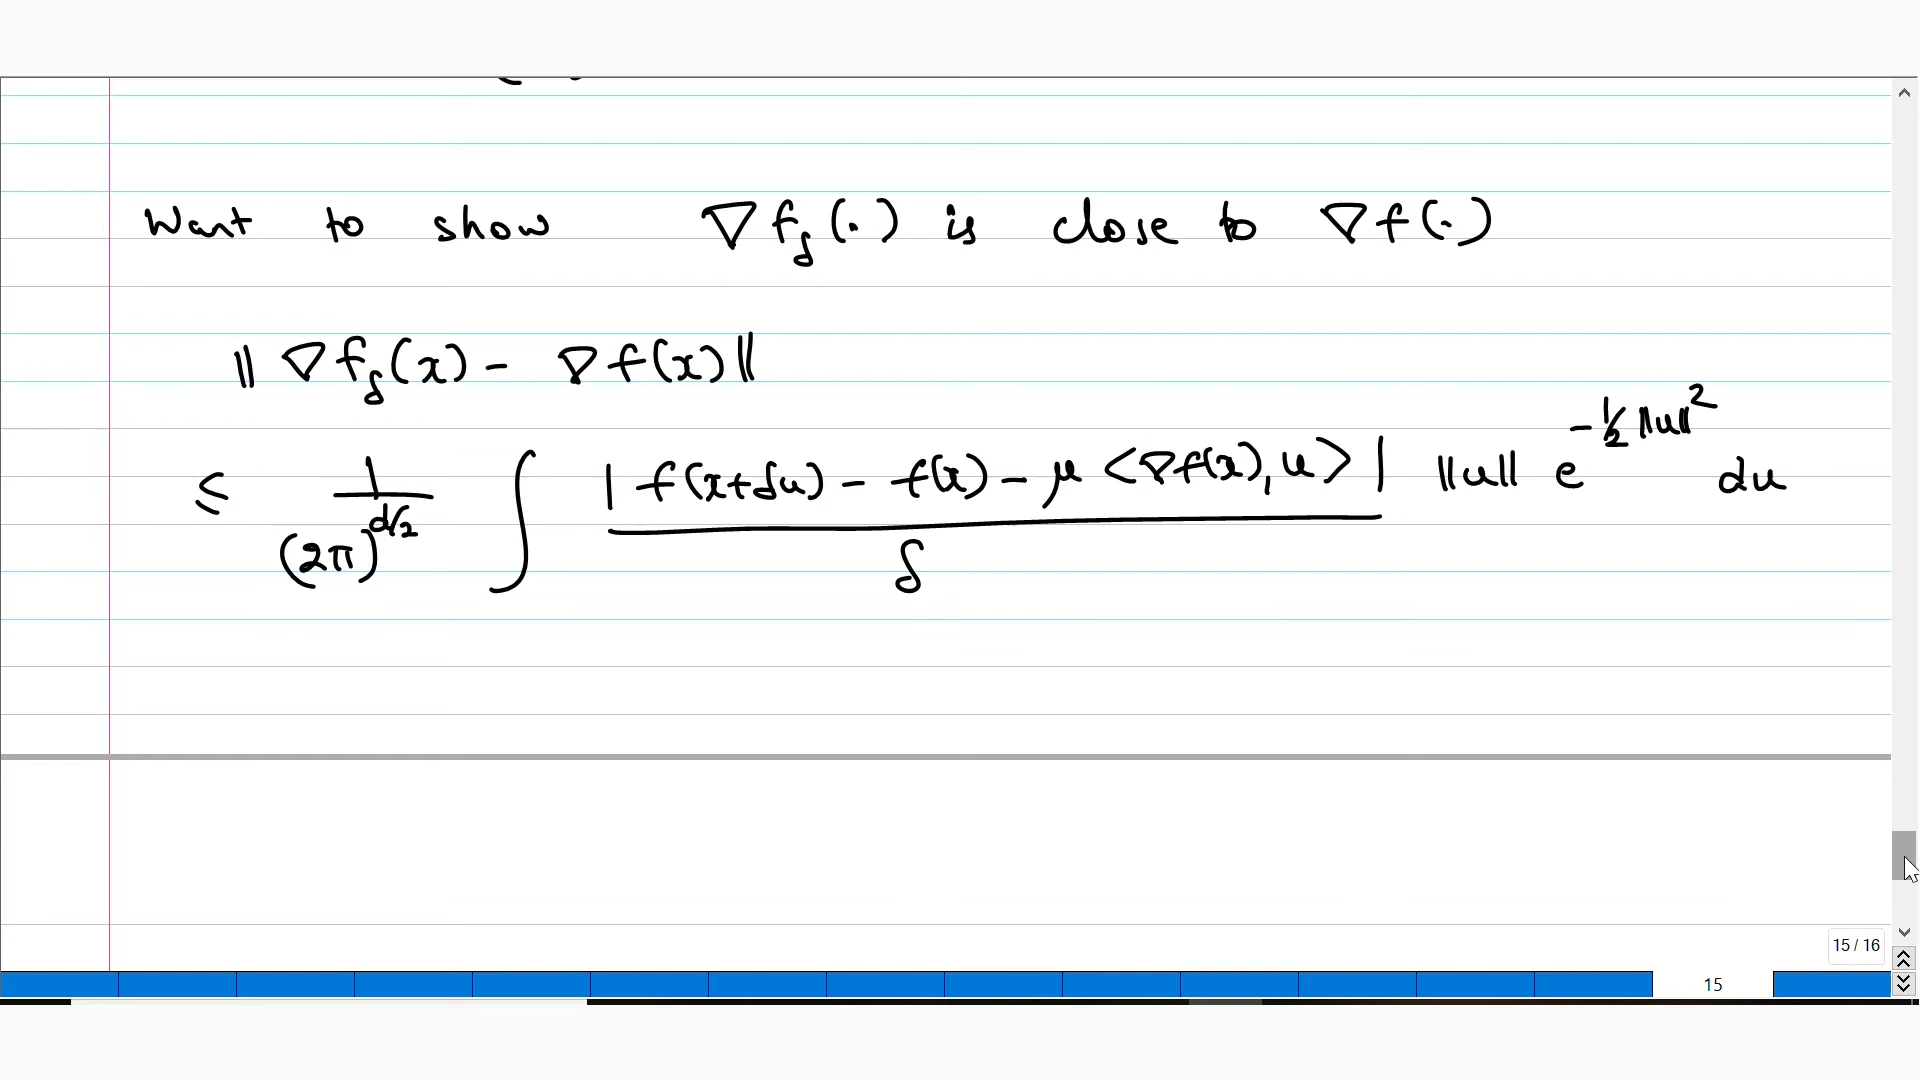 Want to show ∇f_δ(·) is close to ∇f(·)
‖∇f_δ(x) - ∇f(x)‖
≤ 1/(2π)^{d/2} ∫ |f(x+δu) - f(x) - μ<∇f(x), u>|/δ ‖u‖ e^{-½‖u‖²} du
15 / 16
15